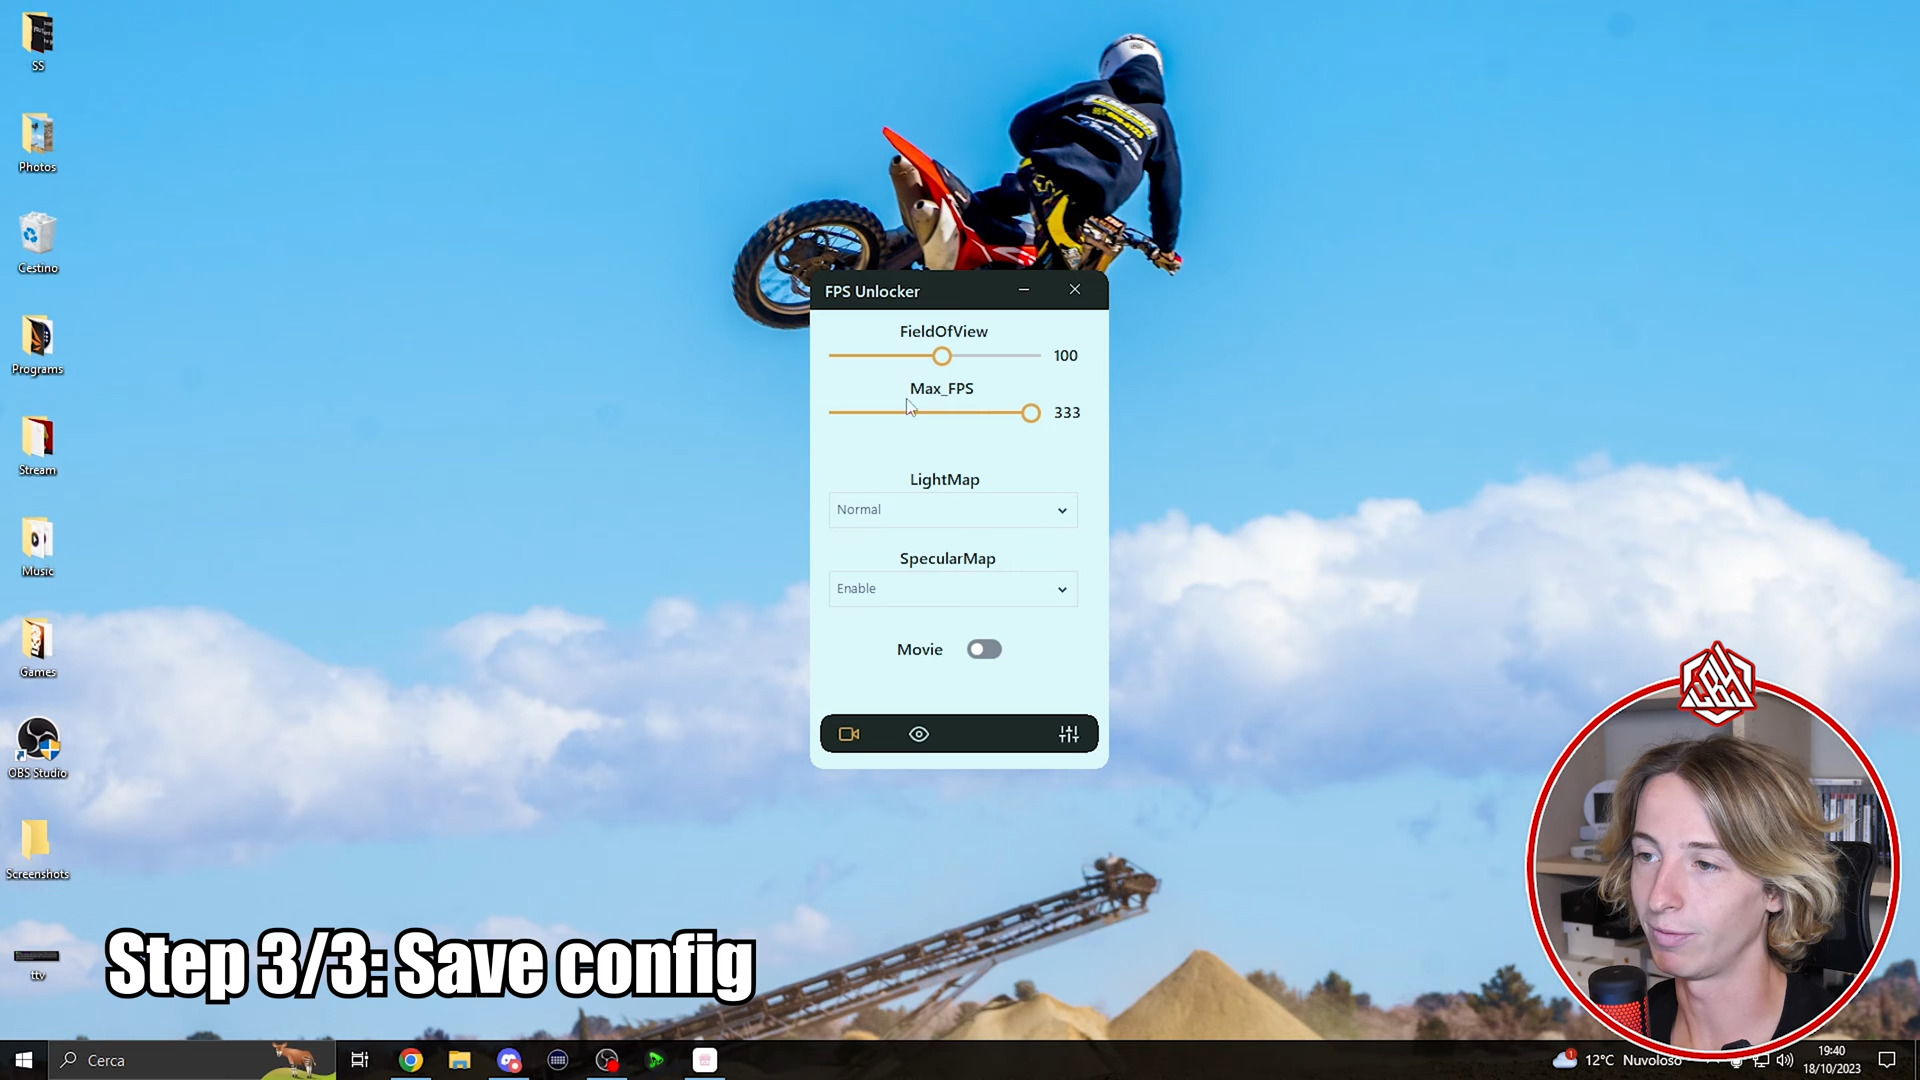 SS
Photos
Cestino
Programs
Stream
Music
Games
OBS Studio
Screenshots
ttv
FPS Unlocker
FieldOfView
100
Max_FPS
333
LightMap
Normal
SpecularMap
Enable
Movie
Step 3/3: Save config
Cerca
1
12°C Nuvoloso
19:40
18/10/2023